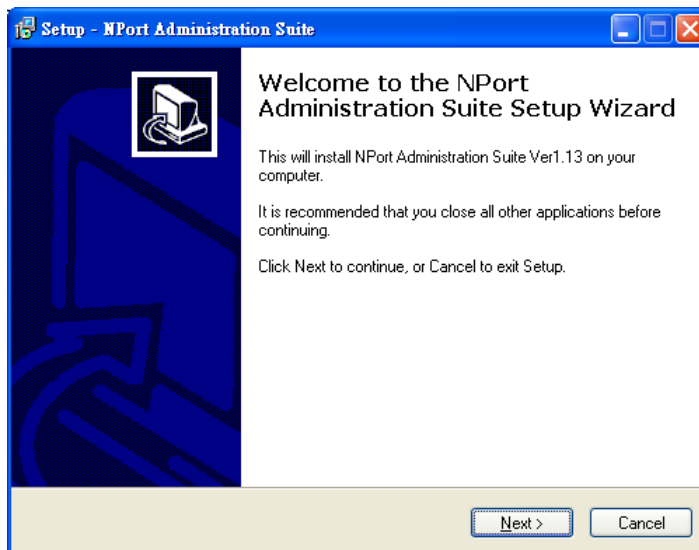 Setup - NPort Administration Suite
Welcome to the NPort
Administration Suite Setup Wizard
This will install NPort Administration Suite Ver1.13 on your
computer.
It is recommended that you close all other applications before
continuing.
Click Next to continue, or Cancel to exit Setup.
Next >
Cancel